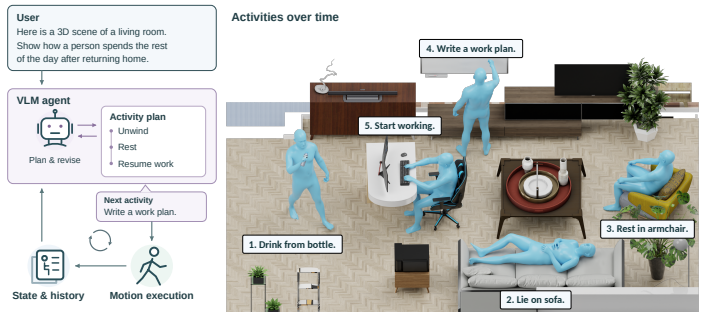 User
Here is a 3D scene of a living room.
Show how a person spends the rest
of the day after returning home.
VLM agent
Plan & revise
Activity plan
Unwind
Rest
Resume work
Next activity
Write a work plan.
State & history
Motion execution
Activities over time
4. Write a work plan.
5. Start working.
1. Drink from bottle.
3. Rest in armchair.
2. Lie on sofa.